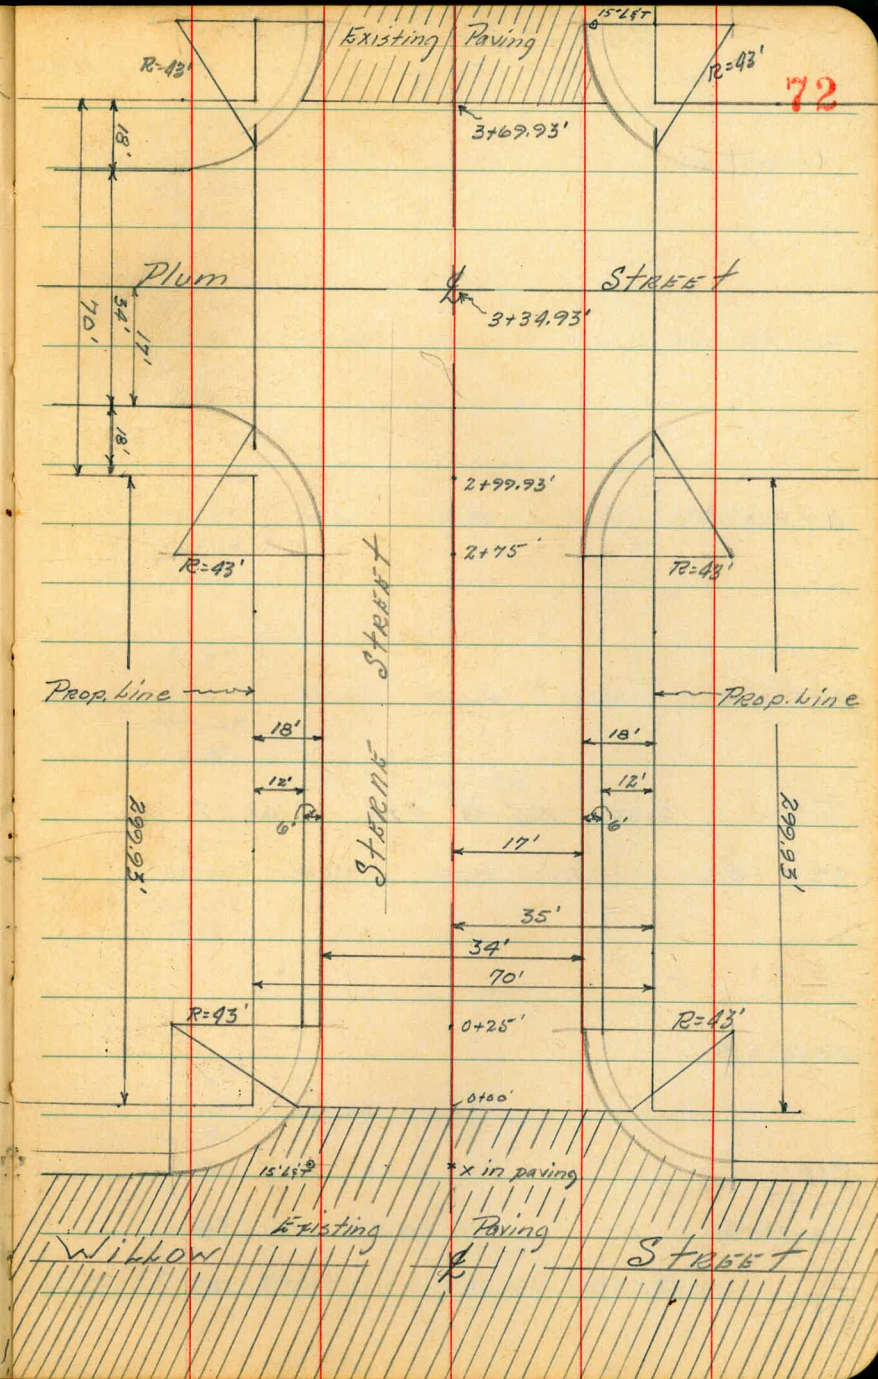 15' L & T
Existing Paving
R=43'
R=43'
72
3+69.93'
18'
Plum
℄
STREET
3+34.93'
70'
34'
17'
18'
2+99.93'
2+75'
R=43'
R=43'
STERNE STREET
Prop. Line
Prop. Line
18'
18'
12'
12'
6'
6'
299.93'
299.93'
17'
35'
34'
70'
R=43'
0+25'
R=43'
0+00'
x in paving
Existing Paving
WILLOW
℄
STREET